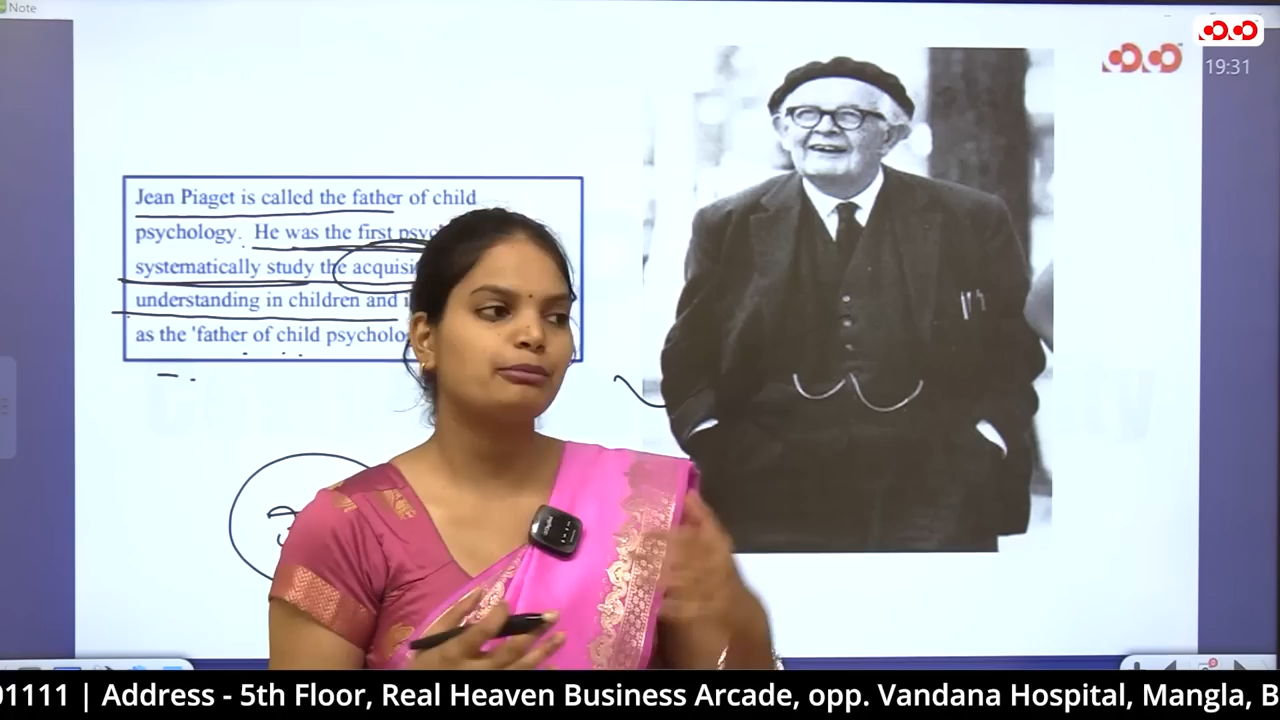 Note
19:31
Jean Piaget is called the father of child
psychology. He was the first
systematically study the
understanding in children and
as the 'father of child
1111 | Address - 5th Floor, Real Heaven Business Arcade, opp. Vandana Hospital, Mangla,